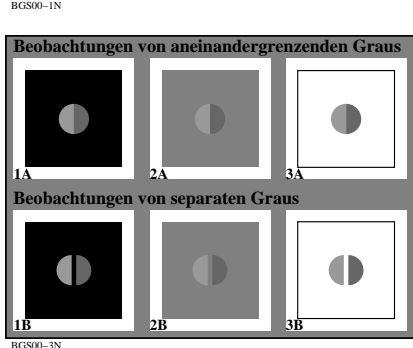 BGS00−1N
Beobachtungen von aneinandergrenzenden Graus
1A 2A 3A
Beobachtungen von separaten Graus
1B 2B 3B
BGS00−3N